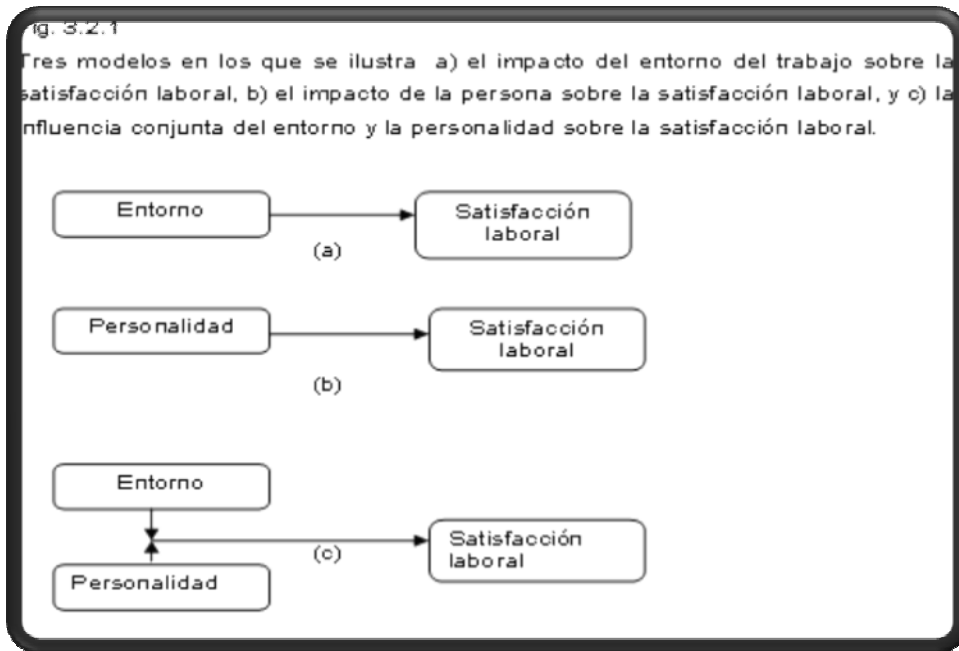 ig. 3.2.1
Tres modelos en los que se ilustra a) el impacto del entorno del trabajo sobre la
satisfacción laboral, b) el impacto de la persona sobre la satisfacción laboral, y c) la
nfluencia conjunta del entorno y la personalidad sobre la satisfacción laboral.
Entorno
Satisfacción
laboral
(a)
Personalidad
Satisfacción
laboral
(b)
Entorno
Satisfacción
laboral
(c)
Personalidad